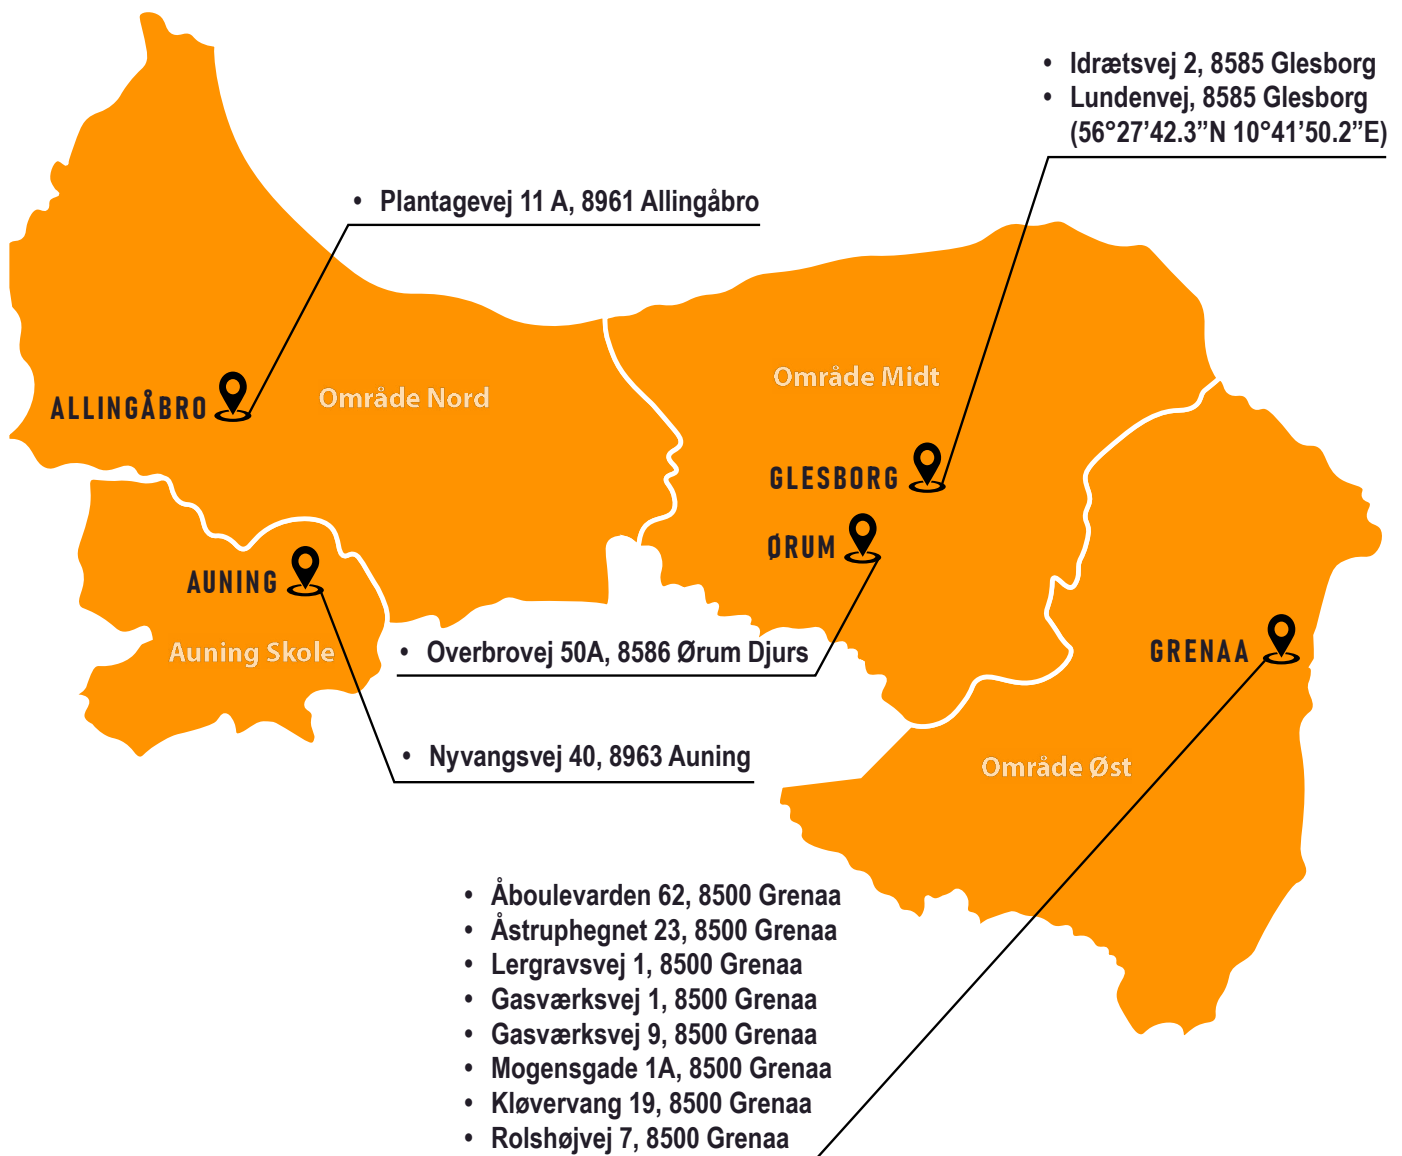 • Idrætsvej 2, 8585 Glesborg
• Lundenvej, 8585 Glesborg
(56°27’42.3”N 10°41’50.2”E)
• Plantagevej 11 A, 8961 Allingåbro
Område Midt
Område Nord
ALLINGÅBRO
GLESBORG
ØRUM
AUNING
Auning Skole
• Overbrovej 50A, 8586 Ørum Djurs
GRENAA
• Nyvangsvej 40, 8963 Auning
Område Øst
• Åboulevarden 62, 8500 Grenaa
• Åstruphegnet 23, 8500 Grenaa
• Lergravsvej 1, 8500 Grenaa
• Gasværksvej 1, 8500 Grenaa
• Gasværksvej 9, 8500 Grenaa
• Mogensgade 1A, 8500 Grenaa
• Kløvervang 19, 8500 Grenaa
• Rolshøjvej 7, 8500 Grenaa